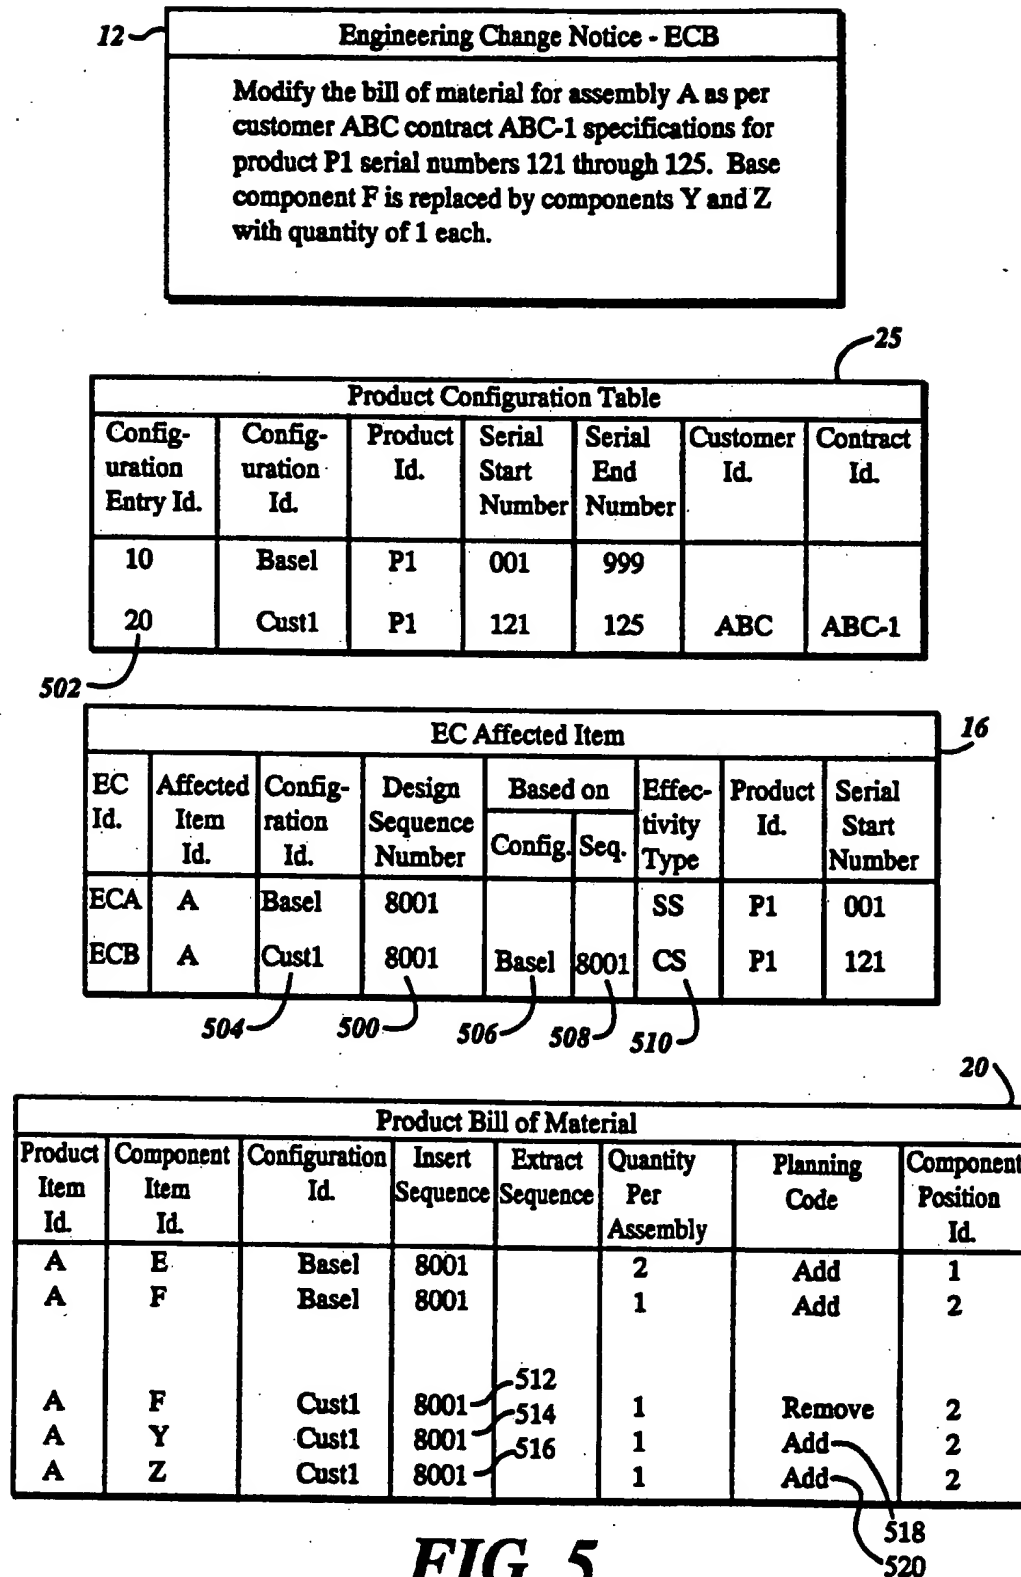 12
Engineering Change Notice - ECB
Modify the bill of material for assembly A as per
customer ABC contract ABC-1 specifications for
product P1 serial numbers 121 through 125. Base
component F is replaced by components Y and Z
with quantity of 1 each.
25
Product Configuration Table
Config-uration Entry Id. Config-uration Id. Product Id. Serial Start Number Serial End Number Customer Id. Contract Id.
10 Basel P1 001 999
20 Cust1 P1 121 125 ABC ABC-1
502
16
EC Affected Item
EC Id. Affected Item Id. Config-ration Id. Design Sequence Number Based on Config. Seq. Effec-tivity Type Product Id. Serial Start Number
ECA A Basel 8001 SS P1 001
ECB A Cust1 8001 Basel 8001 CS P1 121
504 500 506 508 510
20
Product Bill of Material
Product Item Id. Component Item Id. Configuration Id. Insert Sequence Extract Sequence Quantity Per Assembly Planning Code Component Position Id.
A E Basel 8001 2 Add 1
A F Basel 8001 1 Add 2
512
A F Cust1 8001 1 Remove 2
514
A Y Cust1 8001 1 Add 2
516
A Z Cust1 8001 1 Add 2
518
520
FIG. 5